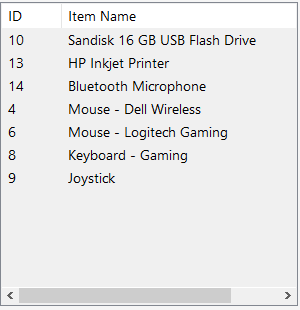 ID Item Name
10 Sandisk 16 GB USB Flash Drive
13 HP Inkjet Printer
14 Bluetooth Microphone
4 Mouse - Dell Wireless
6 Mouse - Logitech Gaming
8 Keyboard - Gaming
9 Joystick